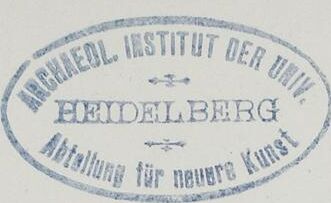 ARCHAEOL. INSTITUT DER UNIV.
HEIDELBERG
Abteilung für neuere Kunst